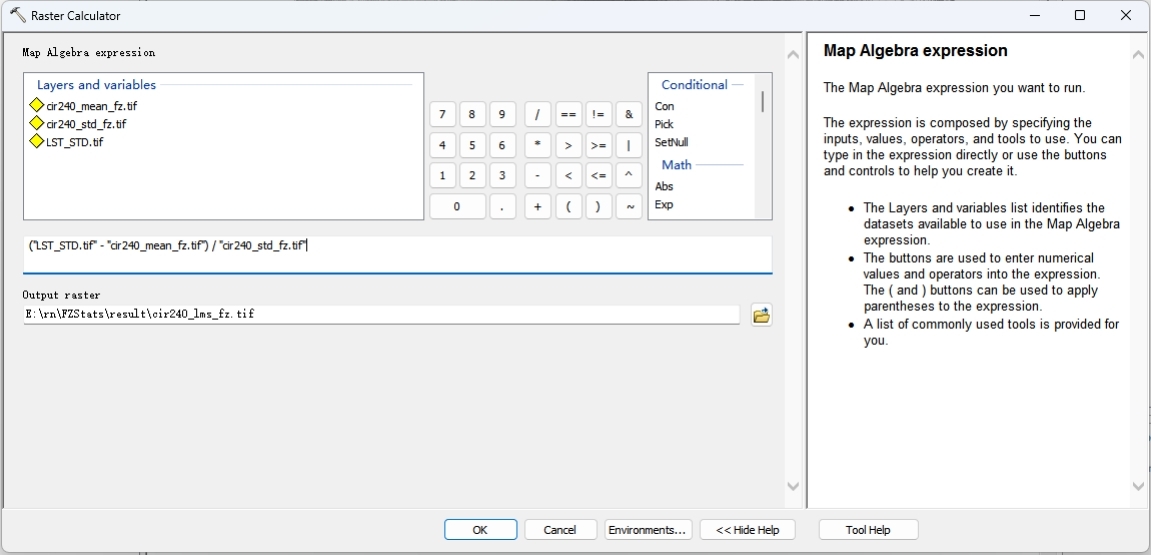 Raster Calculator
Map Algebra expression
Layers and variables
cir240_mean_fz.tif
cir240_std_fz.tif
LST_STD.tif
7 8 9 / == != &
4 5 6 * > >= |
1 2 3 - < <= ^
0 . + ( ) ~
Conditional
Con
Pick
SetNull
Math
Abs
Exp
("LST_STD.tif" - "cir240_mean_fz.tif") / "cir240_std_fz.tif"
Output raster
E:\rn\FZStats\result\cir240_lms_fz.tif
OK Cancel Environments... << Hide Help Tool Help
Map Algebra expression
The Map Algebra expression you want to run.
The expression is composed by specifying the
inputs, values, operators, and tools to use. You can
type in the expression directly or use the buttons
and controls to help you create it.
• The Layers and variables list identifies the
datasets available to use in the Map Algebra
expression.
• The buttons are used to enter numerical
values and operators into the expression.
The ( and ) buttons can be used to apply
parentheses to the expression.
• A list of commonly used tools is provided for
you.